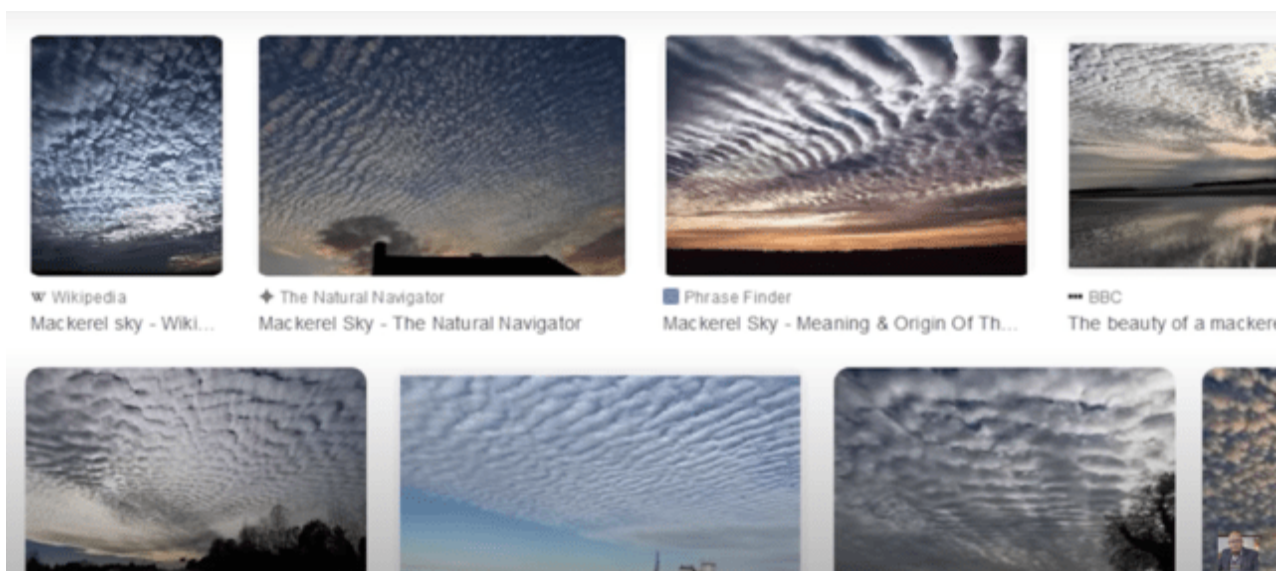 Wikipedia
Mackerel sky - Wiki...
The Natural Navigator
Mackerel Sky - The Natural Navigator
Phrase Finder
Mackerel Sky - Meaning & Origin Of Th...
BBC
The beauty of a mackere